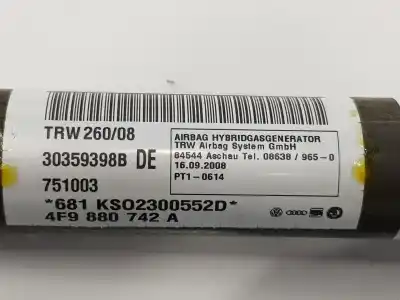 TRW 260/08
30359398B DE
751003
*681 KSO2300552D*
4F9 880 742 A
AIRBAG HYBRIDGASGENERATOR
TRW Airbag System GmbH
84544 Aschau Tel. 08638 / 965-0
16.09.2008
PT1-0614